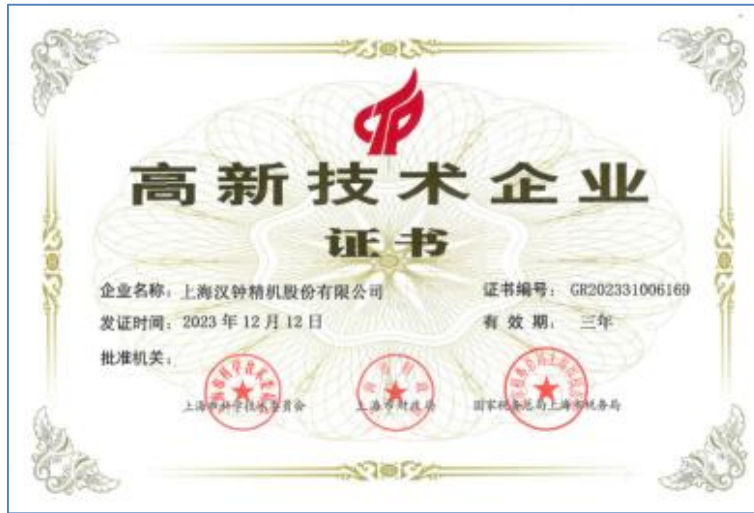 高新技术企业
证书
企业名称：上海汉钟精机股份有限公司 证书编号：GR202331006169
发证时间：2023年12月12日 有效期：三年
批准机关：
上海市科学技术委员会 上海市财政局 国家税务总局上海市税务局